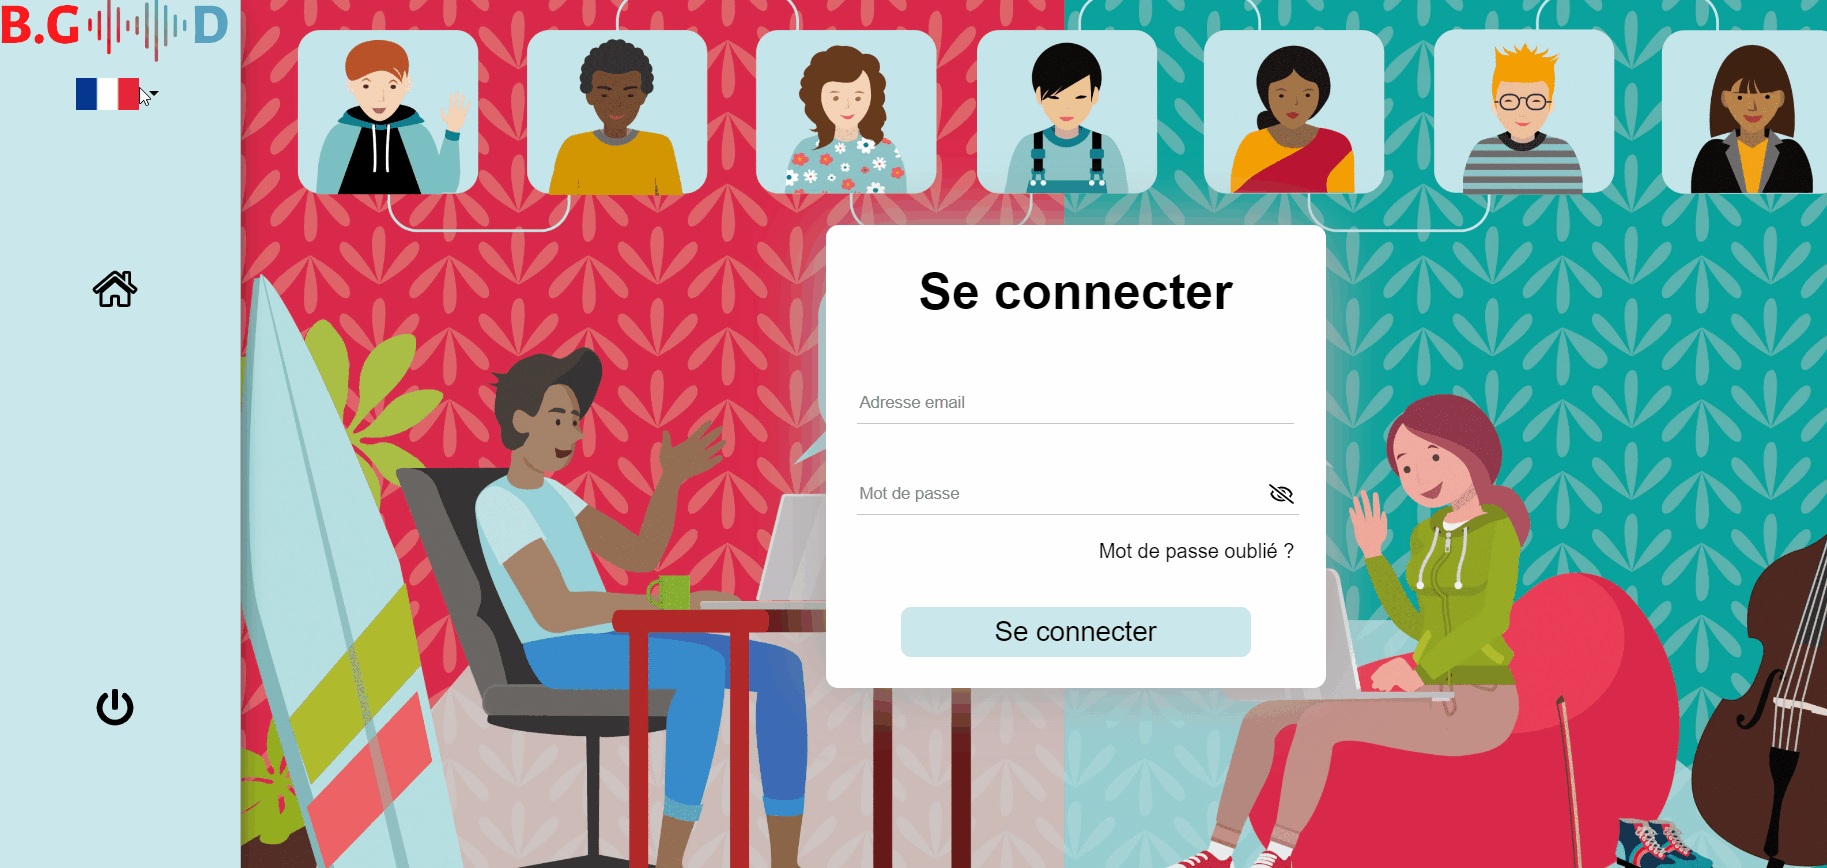 B.G D
Se connecter
Adresse email
Mot de passe
Mot de passe oublié ?
Se connecter